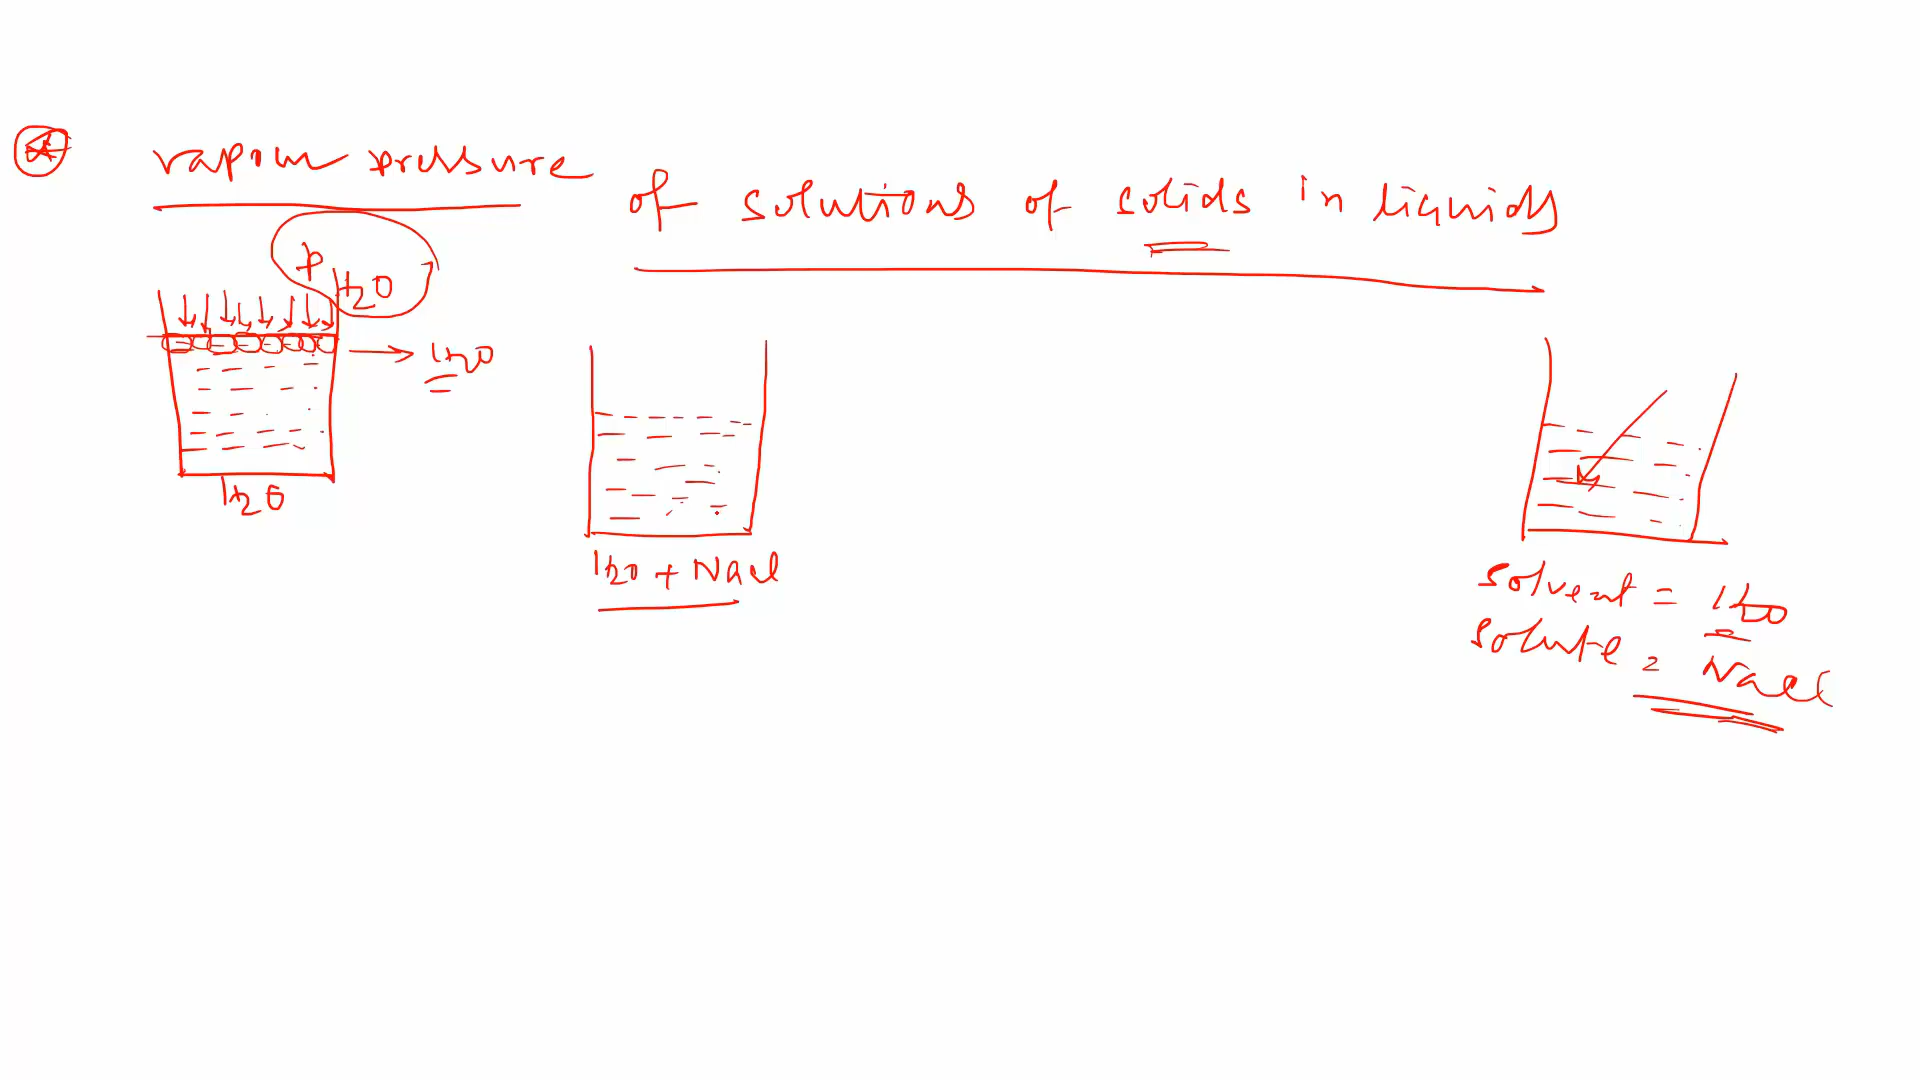 vapour pressure of solutions of solids in liquids
P H2O
H2O
H2O
H2O + NaCl
solvent = H2O
solute = NaCl